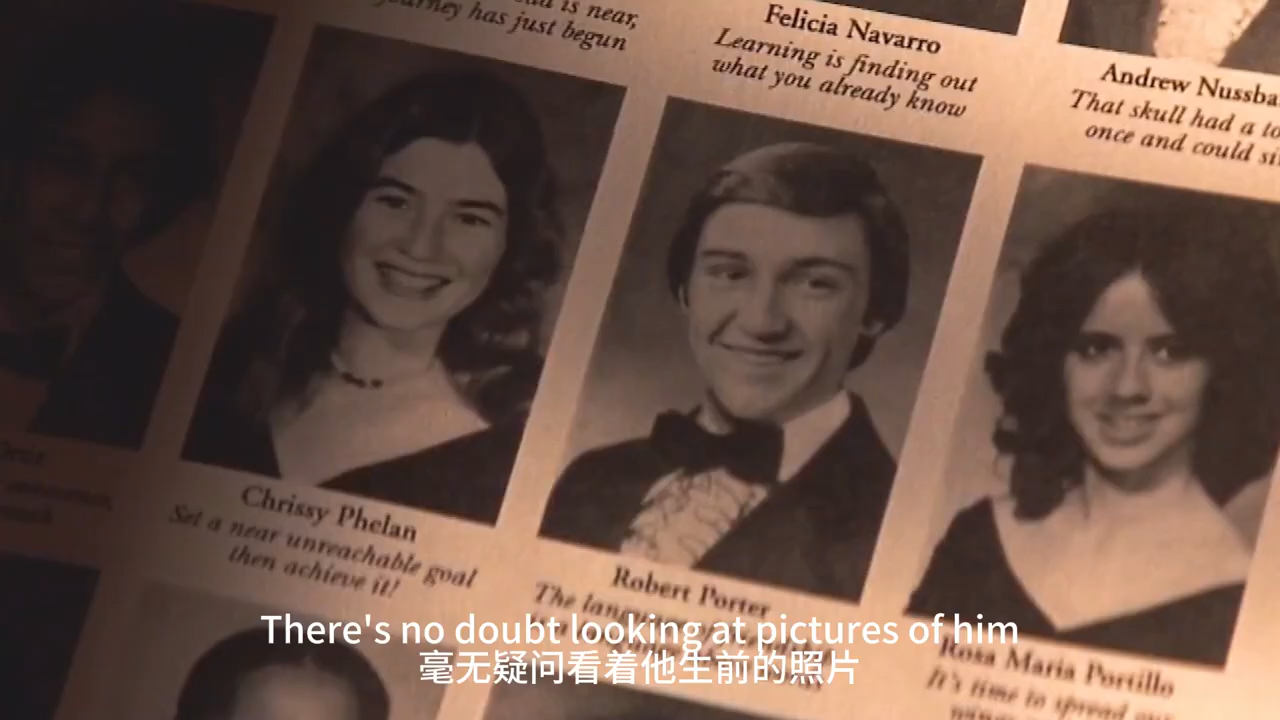 is near,
journey has just begun
Felicia Navarro
Learning is finding out
what you already know
Andrew Nussba
That skull had a to
once and could si
Chrissy Phelan
Set a near unreachable goal
then achieve it!
Robert Porter
The
Rosa Maria Portillo
It's time to spread our
There's no doubt looking at pictures of him
毫无疑问看着他生前的照片